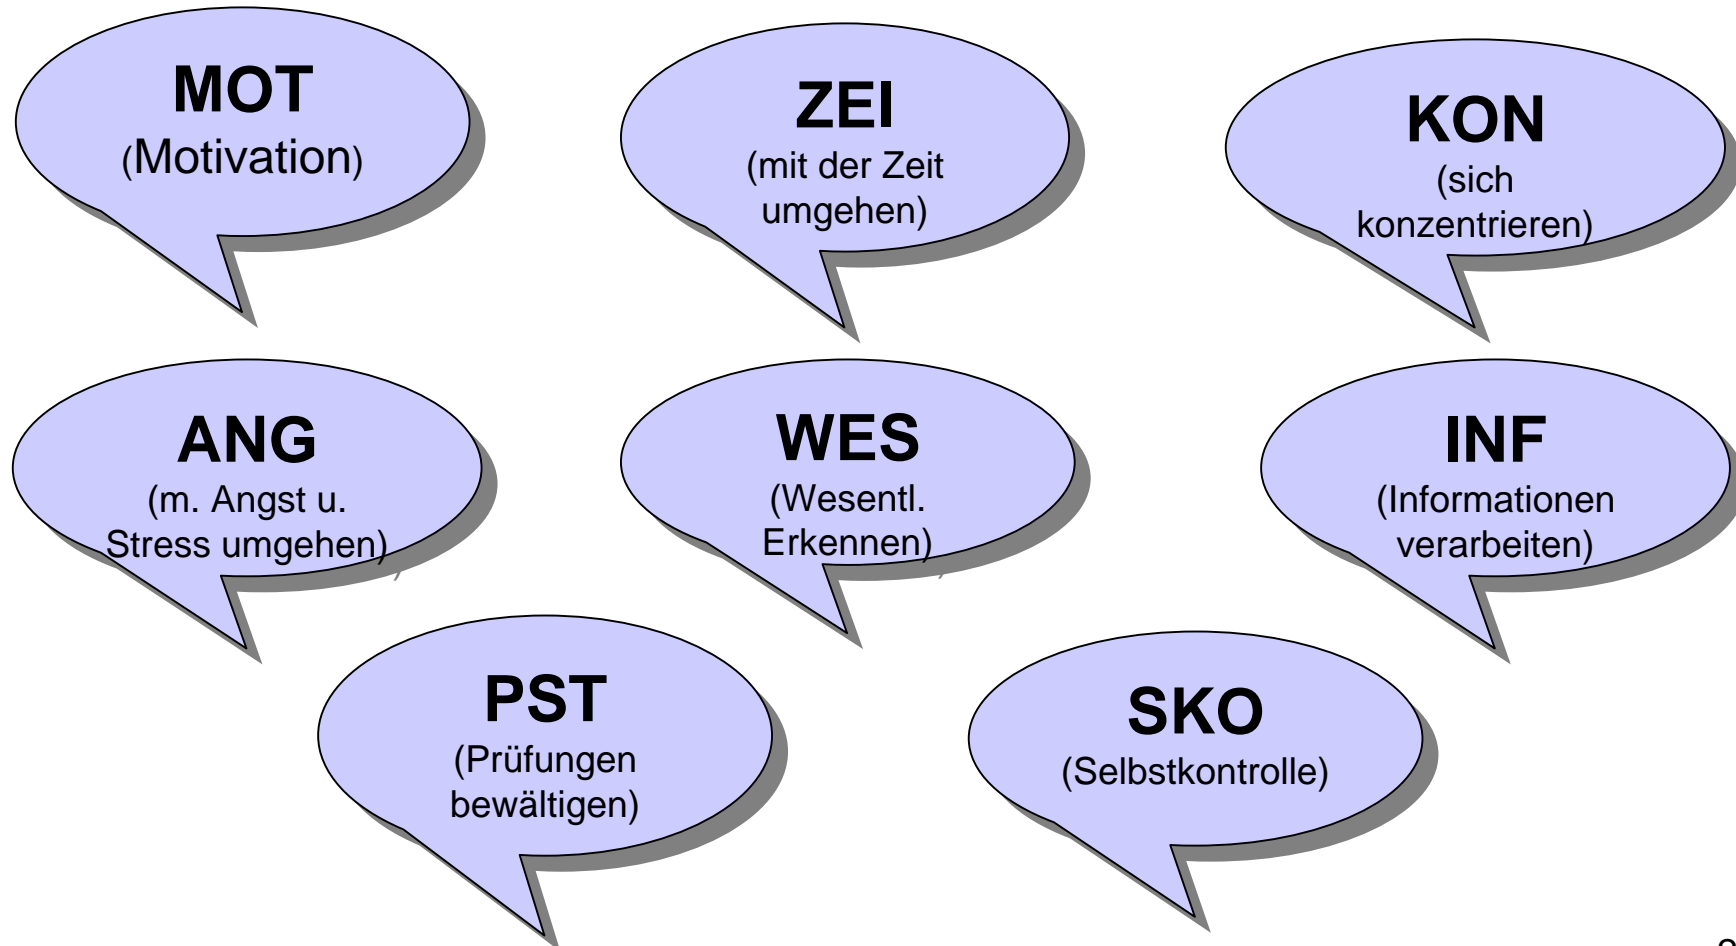 MOT
(Motivation)
ZEI
(mit der Zeit
umgehen)
KON
(sich
konzentrieren)
ANG
(m. Angst u.
Stress umgehen)
WES
(Wesentl.
Erkennen)
INF
(Informationen
verarbeiten)
PST
(Prüfungen
bewältigen)
SKO
(Selbstkontrolle)